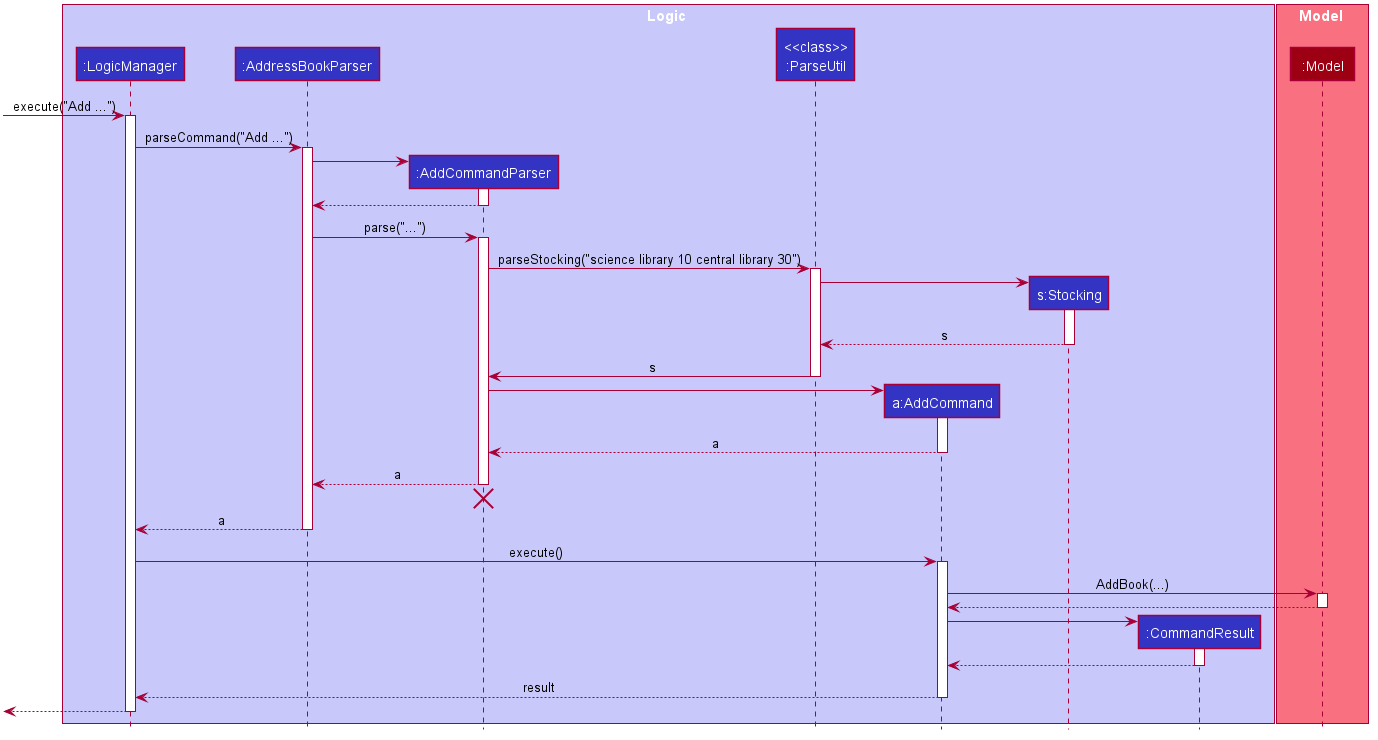 Logic
Model
<<class>>
:LogicManager
:AddressBookParser
:ParseUtil
:Model
execute("Add ...")
parseCommand("Add ...")
:AddCommandParser
parse("...")
parseStocking("science library 10 central library 30")
s:Stocking
s
s
a:AddCommand
a
a
a
execute()
AddBook(...)
:CommandResult
result